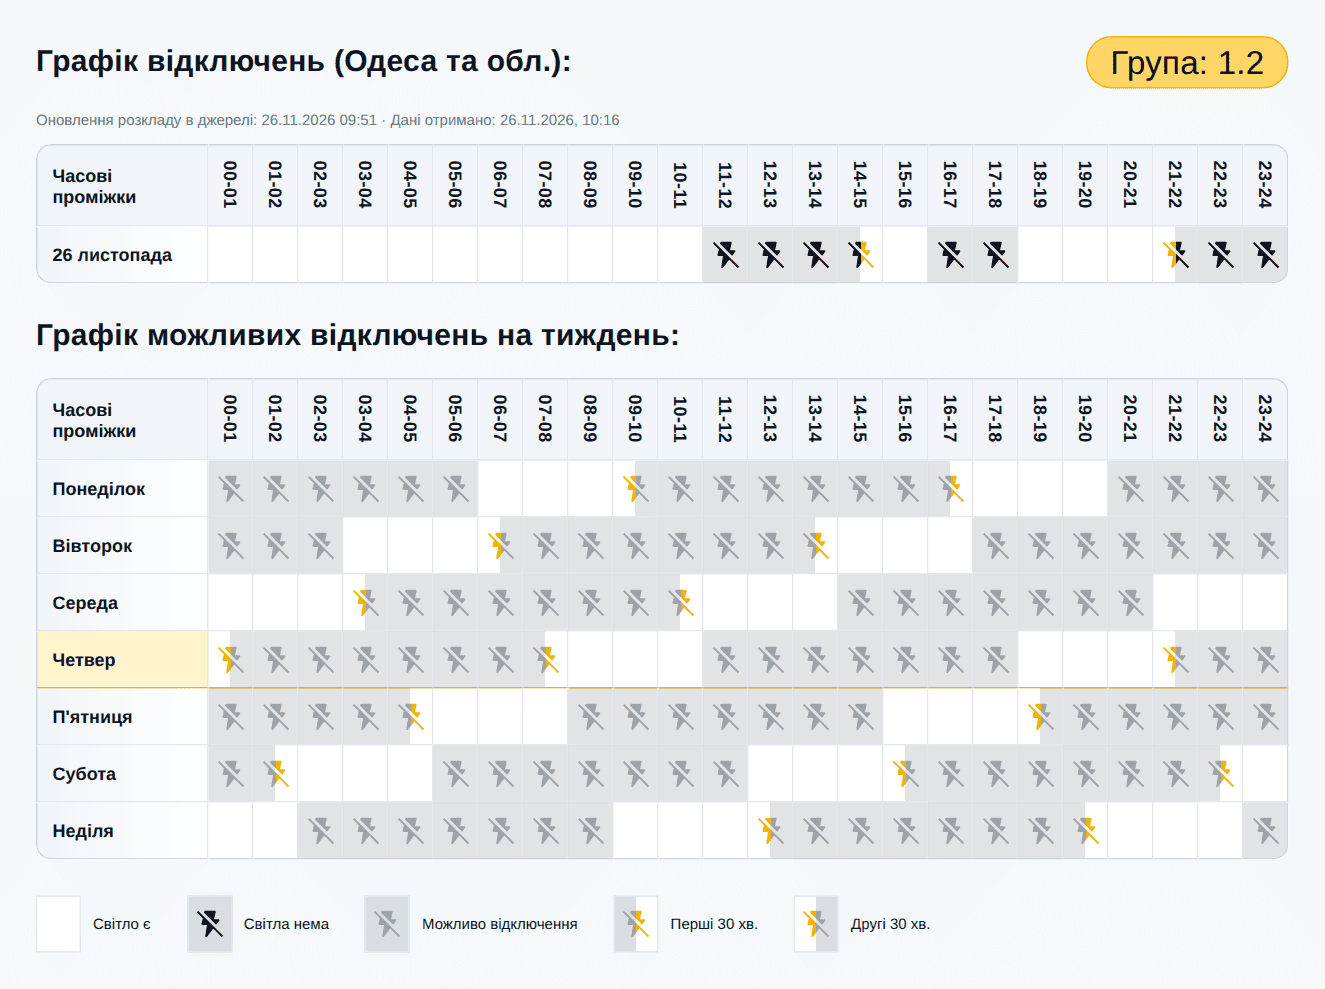 Графік відключень (Одеса та обл.):
Група: 1.2
Оновлення розкладу в джерелі: 26.11.2026 09:51 · Дані отримано: 26.11.2026, 10:16
Часові проміжки 00-01 01-02 02-03 03-04 04-05 05-06 06-07 07-08 08-09 09-10 10-11 11-12 12-13 13-14 14-15 15-16 16-17 17-18 18-19 19-20 20-21 21-22 22-23 23-24
26 листопада
Графік можливих відключень на тиждень:
Часові проміжки 00-01 01-02 02-03 03-04 04-05 05-06 06-07 07-08 08-09 09-10 10-11 11-12 12-13 13-14 14-15 15-16 16-17 17-18 18-19 19-20 20-21 21-22 22-23 23-24
Понеділок
Вівторок
Середа
Четвер
П'ятниця
Субота
Неділя
Світло є Світла нема Можливо відключення Перші 30 хв. Другі 30 хв.